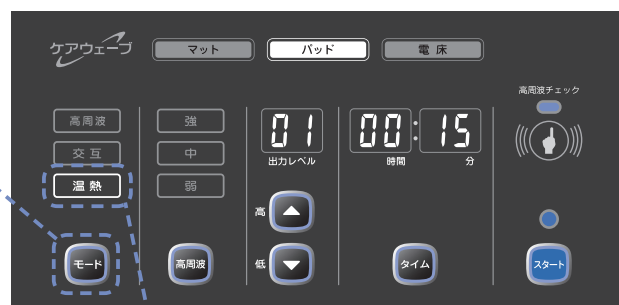 ケアウェーブ
マット
パッド
電床
高周波チェック
高周波
交互
温熱
強
中
弱
01
出力レベル
00:15
時間 分
高
低
モード
高周波
タイム
スタート